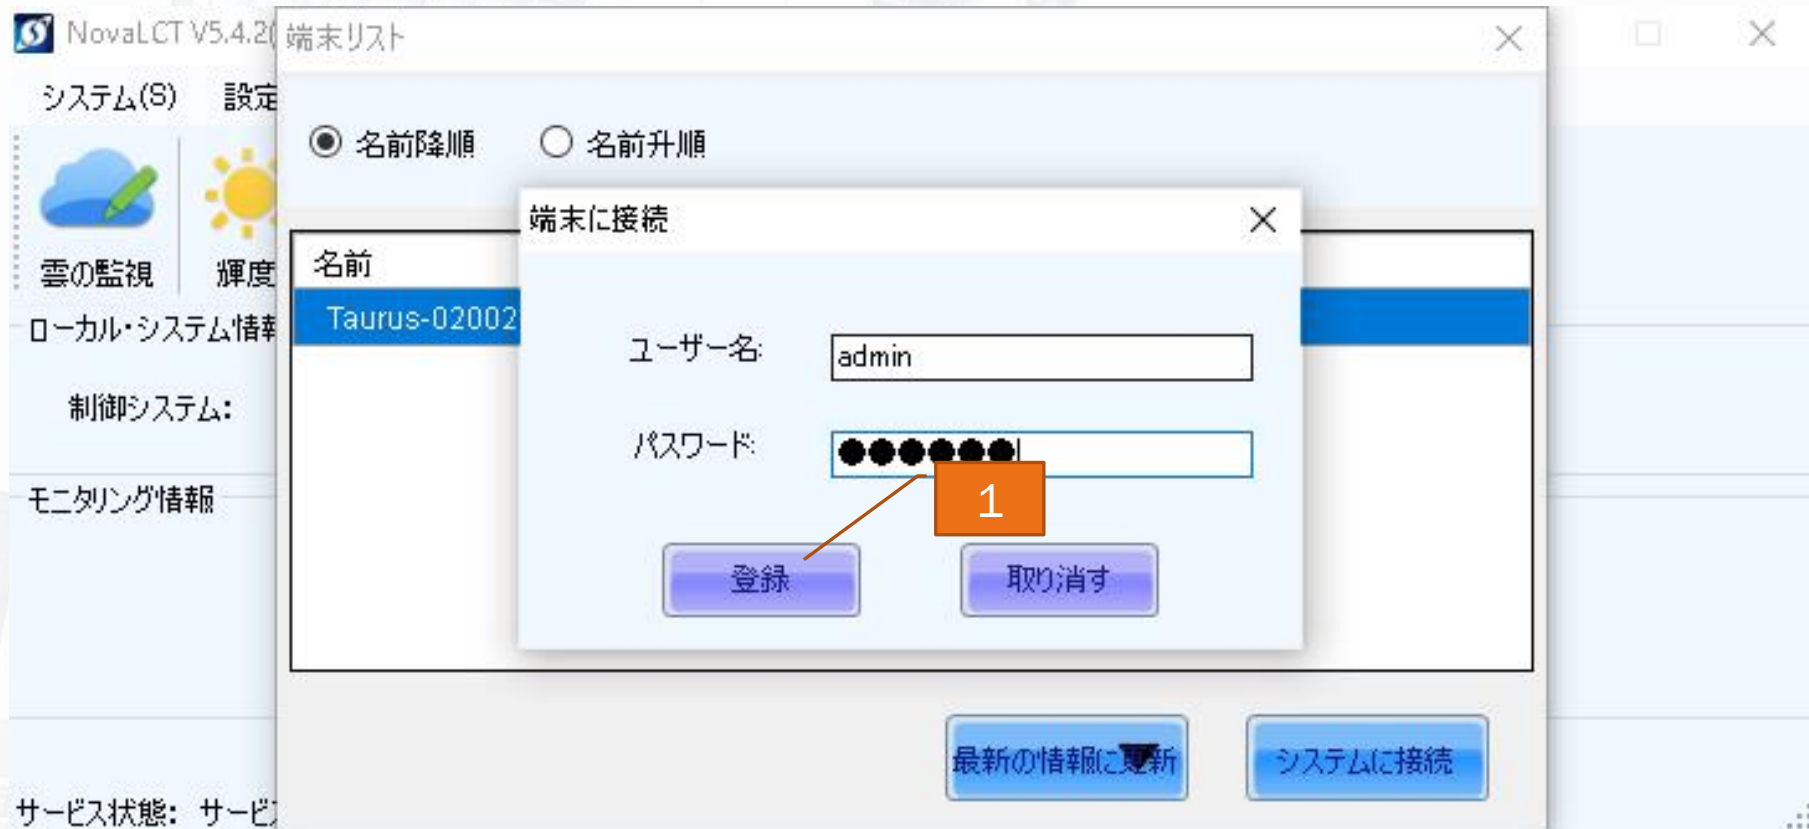 NovaLCT V5.4.2(
端末リスト
システム(S) 設定
名前降順 名前升順
雲の監視 輝度
端末に接続
名前
Taurus-02002
ローカル・システム情報
ユーザー名: admin
制御システム:
パスワード: ●●●●●●
1
モニタリング情報
登録 取り消す
最新の情報に更新 システムに接続
サービス状態: サービス